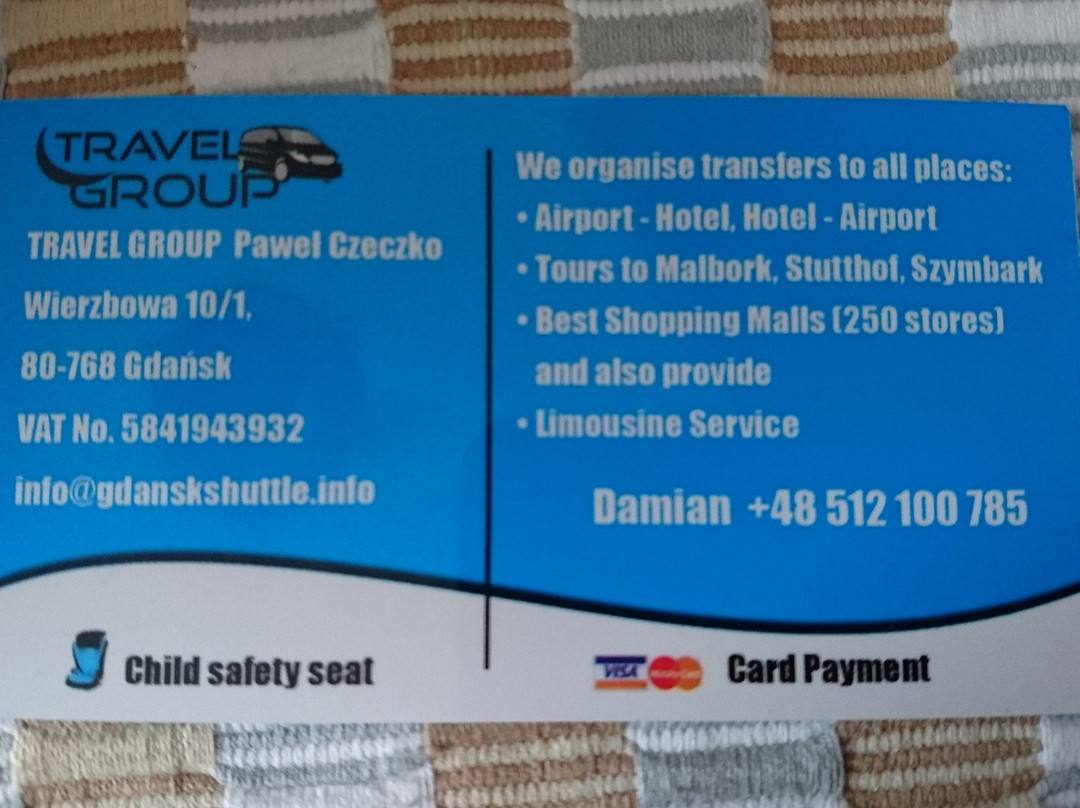 TRAVEL
GROUP
TRAVEL GROUP Paweł Czeczko
Wierzbowa 10/1,
80-768 Gdańsk
VAT No. 5841943932
info@gdanskshuttle.info
Child safety seat
We organise transfers to all places:
• Airport - Hotel, Hotel - Airport
• Tours to Malbork, Stutthof, Szymbark
• Best Shopping Malls (250 stores)
and also provide
• Limousine Service
Damian +48 512 100 785
VISA MasterCard Card Payment